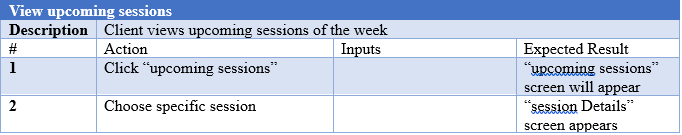 View upcoming sessions
Description Client views upcoming sessions of the week
# Action Inputs Expected Result
1 Click “upcoming sessions” “upcoming sessions”
screen will appear
2 Choose specific session “session Details”
screen appears